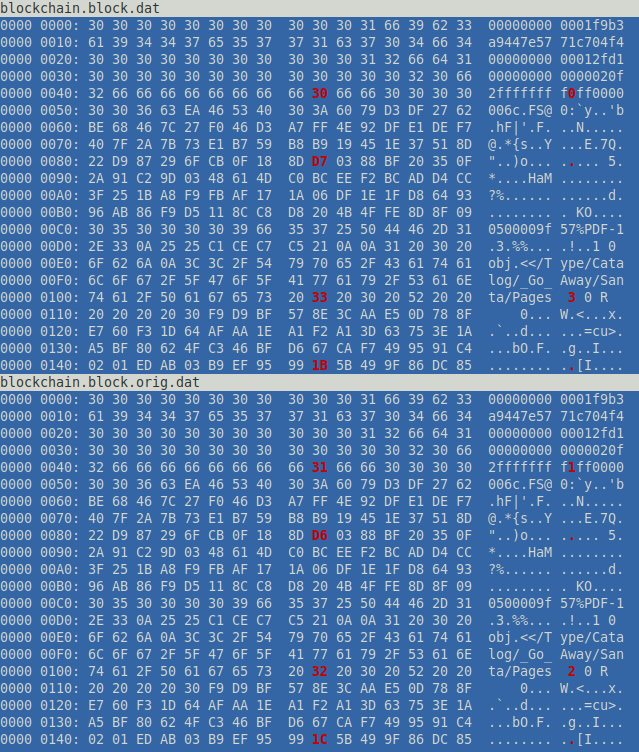 blockchain.block.dat
0000 0000: 30 30 30 30 30 30 30 30  30 30 30 31 66 39 62 33  00000000 0001f9b3
0000 0010: 61 39 34 34 37 65 35 37  37 31 63 37 30 34 66 34  a9447e57 71c704f4
0000 0020: 30 30 30 30 30 30 30 30  30 30 30 31 32 66 64 31  00000000 00012fd1
0000 0030: 30 30 30 30 30 30 30 30  30 30 30 30 30 32 30 66  00000000 0000020f
0000 0040: 32 66 66 66 66 66 66 66  66 30 66 66 30 30 30 30  2fffffff f0ff0000
0000 0050: 30 30 36 63 EA 46 53 40  30 3A 60 79 D3 DF 27 62  006c.FS@ 0:`y..'b
0000 0060: BE 68 46 7C 27 F0 46 D3  A7 FF 4E 92 DF E1 DE F7  .hF|'.F. ..N.....
0000 0070: 40 7F 2A 7B 73 E1 B7 59  B8 B9 19 45 1E 37 51 8D  @.*{s..Y ...E.7Q.
0000 0080: 22 D9 87 29 6F CB 0F 18  8D D7 03 88 BF 20 35 0F  "..)o... ..... 5.
0000 0090: 2A 91 C2 9D 03 48 61 4D  C0 BC EE F2 BC AD D4 CC  *....HaM ........
0000 00A0: 3F 25 1B A8 F9 FB AF 17  1A 06 DF 1E 1F D8 64 93  ?%...... ......d.
0000 00B0: 96 AB 86 F9 D5 11 8C C8  D8 20 4B 4F FE 8D 8F 09  ........ . KO....
0000 00C0: 30 35 30 30 30 30 39 66  35 37 25 50 44 46 2D 31  0500009f 57%PDF-1
0000 00D0: 2E 33 0A 25 25 C1 CE C7  C5 21 0A 0A 31 20 30 20  .3.%%... .!..1 0
0000 00E0: 6F 62 6A 0A 3C 3C 2F 54  79 70 65 2F 43 61 74 61  obj.<</T ype/Cata
0000 00F0: 6C 6F 67 2F 5F 47 6F 5F  41 77 61 79 2F 53 61 6E  log/_Go_ Away/San
0000 0100: 74 61 2F 50 61 67 65 73  20 33 20 30 20 52 20 20  ta/Pages  3 0 R
0000 0110: 20 20 20 20 30 F9 D9 BF  57 8E 3C AA E5 0D 78 8F      0... W.<...x.
0000 0120: E7 60 F3 1D 64 AF AA 1E  A1 F2 A1 3D 63 75 3E 1A  .`..d... ...=cu>.
0000 0130: A5 BF 80 62 4F C3 46 BF  D6 67 CA F7 49 95 91 C4  ...bO.F. .g..I...
0000 0140: 02 01 ED AB 03 B9 EF 95  99 1B 5B 49 9F 86 DC 85  ........ ..[I....
blockchain.block.orig.dat
0000 0000: 30 30 30 30 30 30 30 30  30 30 30 31 66 39 62 33  00000000 0001f9b3
0000 0010: 61 39 34 34 37 65 35 37  37 31 63 37 30 34 66 34  a9447e57 71c704f4
0000 0020: 30 30 30 30 30 30 30 30  30 30 30 31 32 66 64 31  00000000 00012fd1
0000 0030: 30 30 30 30 30 30 30 30  30 30 30 30 30 32 30 66  00000000 0000020f
0000 0040: 32 66 66 66 66 66 66 66  66 31 66 66 30 30 30 30  2fffffff f1ff0000
0000 0050: 30 30 36 63 EA 46 53 40  30 3A 60 79 D3 DF 27 62  006c.FS@ 0:`y..'b
0000 0060: BE 68 46 7C 27 F0 46 D3  A7 FF 4E 92 DF E1 DE F7  .hF|'.F. ..N.....
0000 0070: 40 7F 2A 7B 73 E1 B7 59  B8 B9 19 45 1E 37 51 8D  @.*{s..Y ...E.7Q.
0000 0080: 22 D9 87 29 6F CB 0F 18  8D D6 03 88 BF 20 35 0F  "..)o... ..... 5.
0000 0090: 2A 91 C2 9D 03 48 61 4D  C0 BC EE F2 BC AD D4 CC  *....HaM ........
0000 00A0: 3F 25 1B A8 F9 FB AF 17  1A 06 DF 1E 1F D8 64 93  ?%...... ......d.
0000 00B0: 96 AB 86 F9 D5 11 8C C8  D8 20 4B 4F FE 8D 8F 09  ........ . KO....
0000 00C0: 30 35 30 30 30 30 39 66  35 37 25 50 44 46 2D 31  0500009f 57%PDF-1
0000 00D0: 2E 33 0A 25 25 C1 CE C7  C5 21 0A 0A 31 20 30 20  .3.%%... .!..1 0
0000 00E0: 6F 62 6A 0A 3C 3C 2F 54  79 70 65 2F 43 61 74 61  obj.<</T ype/Cata
0000 00F0: 6C 6F 67 2F 5F 47 6F 5F  41 77 61 79 2F 53 61 6E  log/_Go_ Away/San
0000 0100: 74 61 2F 50 61 67 65 73  20 32 20 30 20 52 20 20  ta/Pages  2 0 R
0000 0110: 20 20 20 20 30 F9 D9 BF  57 8E 3C AA E5 0D 78 8F      0... W.<...x.
0000 0120: E7 60 F3 1D 64 AF AA 1E  A1 F2 A1 3D 63 75 3E 1A  .`..d... ...=cu>.
0000 0130: A5 BF 80 62 4F C3 46 BF  D6 67 CA F7 49 95 91 C4  ...bO.F. .g..I...
0000 0140: 02 01 ED AB 03 B9 EF 95  99 1C 5B 49 9F 86 DC 85  ........ ..[I....